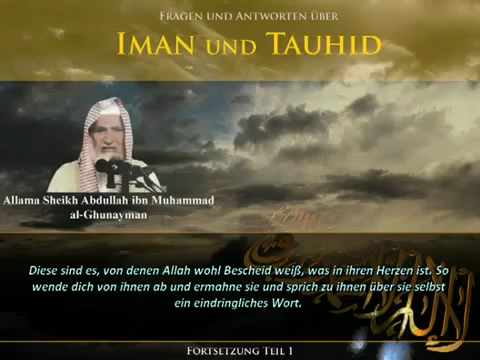 Fragen und Antworten über
Iman und Tauhid
Allama Sheikh Abdullah ibn Muhammad
al-Ghunayman
Diese sind es, von denen Allah wohl Bescheid weiß, was in ihren Herzen ist. So
wende dich von ihnen ab und ermahne sie und sprich zu ihnen über sie selbst
ein eindringliches Wort.
Fortsetzung Teil 1